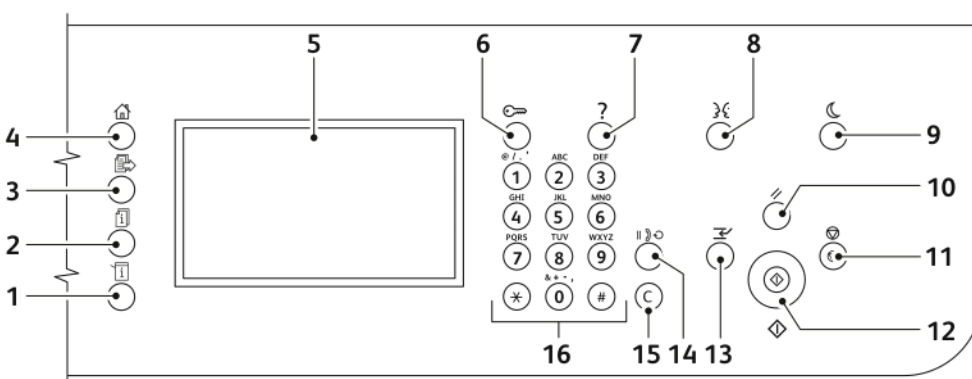 5 6 7 8
?
4 9
@ / . ' ABC DEF
1 2 3
3 GHI JKL MNO 10
4 5 6
2 PQRS TUV WXYZ
7 8 9 11
& + - ,
1 * 0 # C 12
16 15 14 13